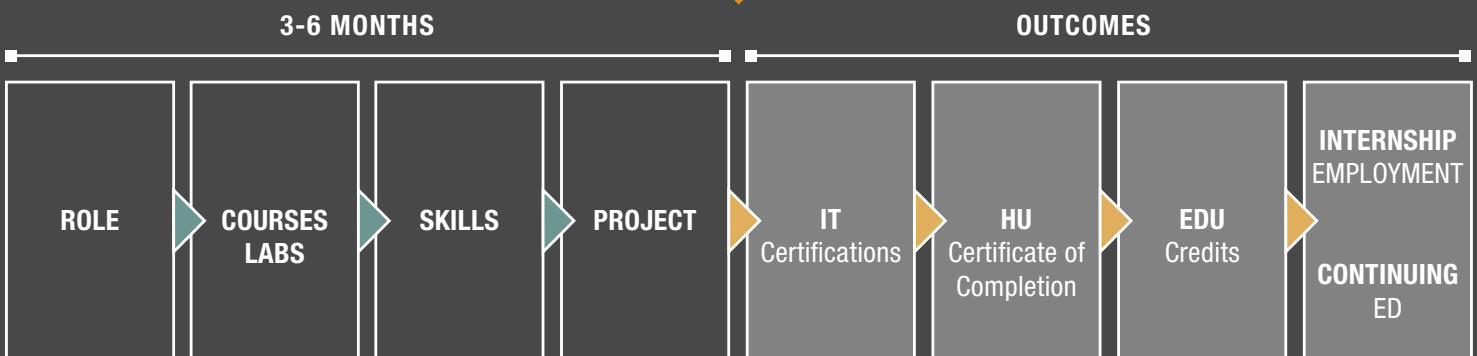 3-6 MONTHS
OUTCOMES
ROLE
COURSES
LABS
SKILLS
PROJECT
IT
Certifications
HU
Certificate of
Completion
EDU
Credits
INTERNSHIP
EMPLOYMENT
CONTINUING
ED